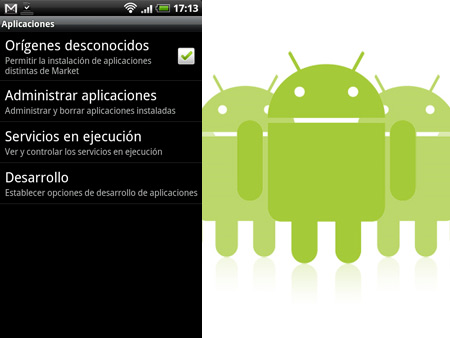 17:13
Aplicaciones
Orígenes desconocidos
Permitir la instalación de aplicaciones
distintas de Market
Administrar aplicaciones
Administrar y borrar aplicaciones instaladas
Servicios en ejecución
Ver y controlar los servicios en ejecución
Desarrollo
Establecer opciones de desarrollo de aplicaciones